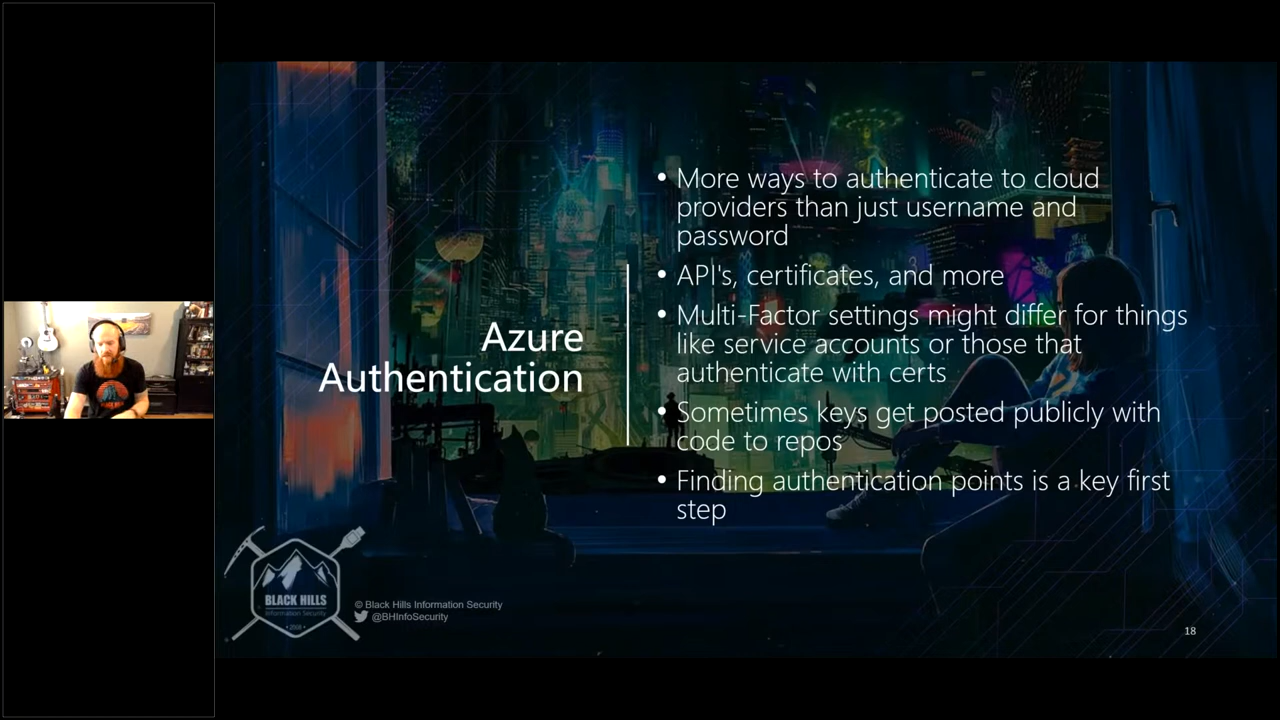 Azure
Authentication
• More ways to authenticate to cloud
providers than just username and
password
• API's, certificates, and more
• Multi-Factor settings might differ for things
like service accounts or those that
authenticate with certs
• Sometimes keys get posted publicly with
code to repos
• Finding authentication points is a key first
step
BLACK HILLS
Information Security
• 2008 •
© Black Hills Information Security
@BHInfoSecurity
18